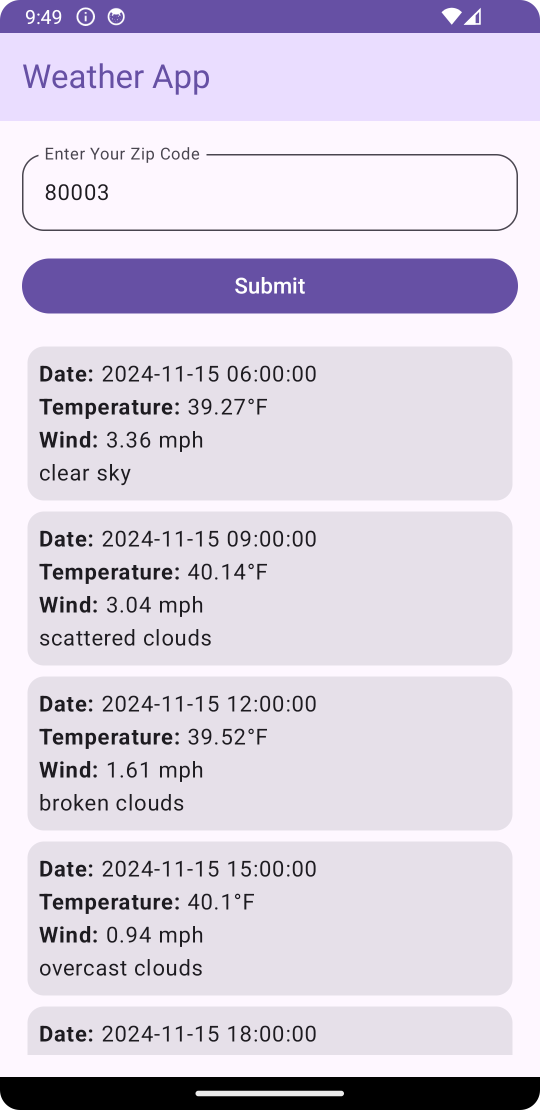 9:49
Weather App
Enter Your Zip Code
80003
Submit
Date: 2024-11-15 06:00:00
Temperature: 39.27°F
Wind: 3.36 mph
clear sky
Date: 2024-11-15 09:00:00
Temperature: 40.14°F
Wind: 3.04 mph
scattered clouds
Date: 2024-11-15 12:00:00
Temperature: 39.52°F
Wind: 1.61 mph
broken clouds
Date: 2024-11-15 15:00:00
Temperature: 40.1°F
Wind: 0.94 mph
overcast clouds
Date: 2024-11-15 18:00:00